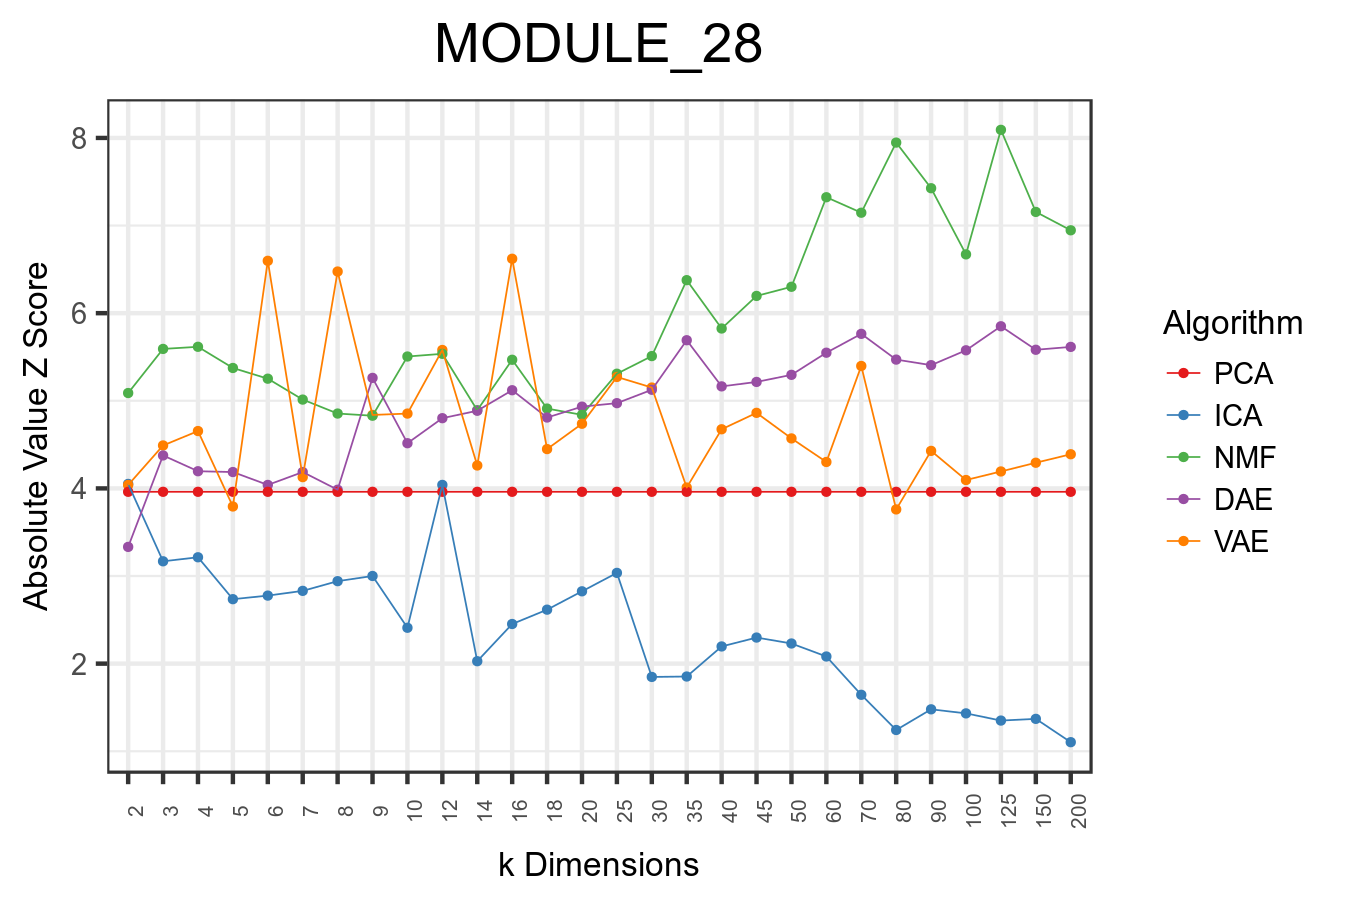 MODULE_28
Absolute Value Z Score
8
6
4
2
2 3 4 5 6 7 8 9 10 12 14 16 18 20 25 30 35 40 45 50 60 70 80 90 100 125 150 200
k Dimensions
Algorithm
PCA
ICA
NMF
DAE
VAE